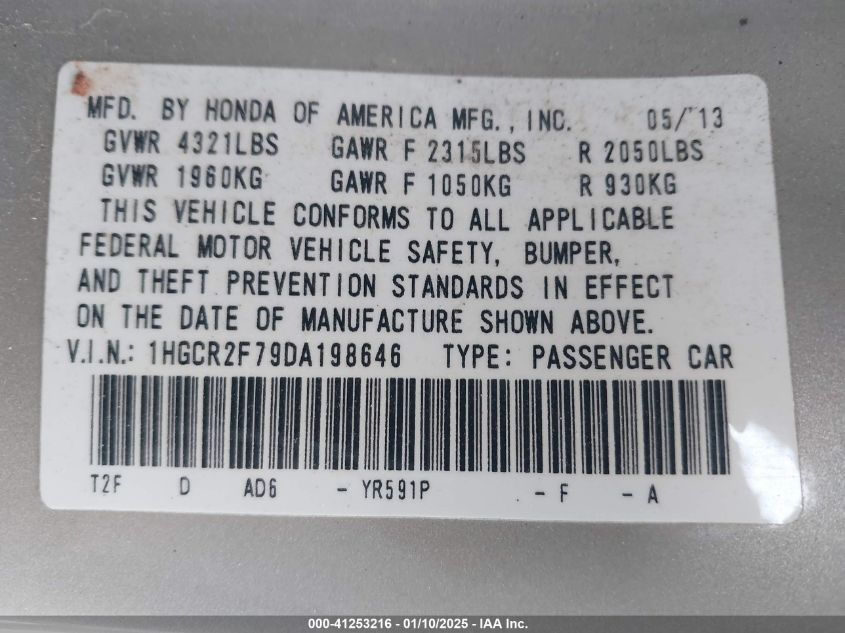 MFD. BY HONDA OF AMERICA MFG., INC. 05/13
GVWR 4321LBS GAWR F 2315LBS R 2050LBS
GVWR 1960KG GAWR F 1050KG R 930KG
THIS VEHICLE CONFORMS TO ALL APPLICABLE
FEDERAL MOTOR VEHICLE SAFETY, BUMPER,
AND THEFT PREVENTION STANDARDS IN EFFECT
ON THE DATE OF MANUFACTURE SHOWN ABOVE.
V.I.N.: 1HGCR2F79DA198646 TYPE: PASSENGER CAR
T2F D AD6 - YR591P - F - A
000-41253216 - 01/10/2025 - IAA Inc.